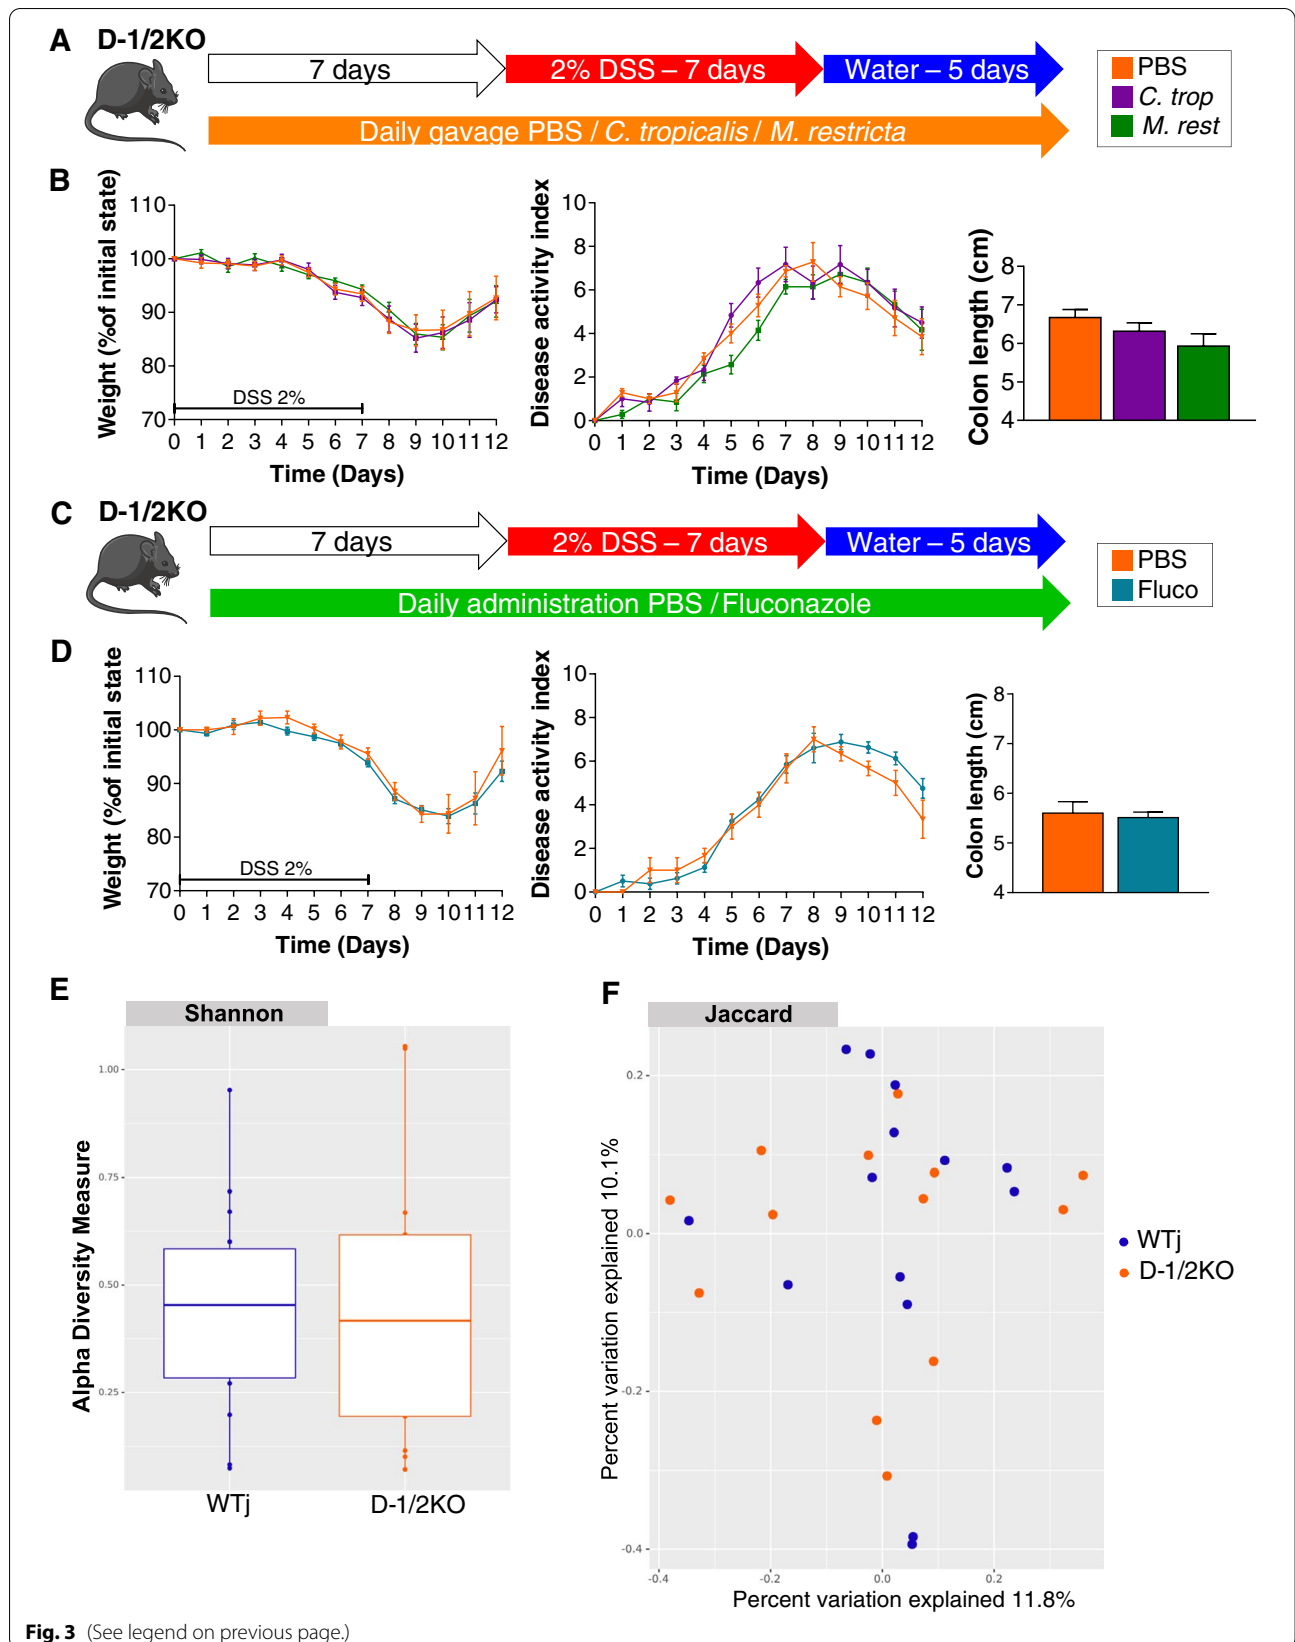 A D-1/2KO
7 days
2% DSS – 7 days
Water – 5 days
Daily gavage PBS / C. tropicalis / M. restricta
PBS
C. trop
M. rest
B
Weight (%of initial state)
110
100
90
80
70
DSS 2%
0 1 2 3 4 5 6 7 8 9 10 11 12
Time (Days)
Disease activity index
10
8
6
4
2
0
0 1 2 3 4 5 6 7 8 9 10 11 12
Time (Days)
Colon length (cm)
8
7
6
5
4
C D-1/2KO
7 days
2% DSS – 7 days
Water – 5 days
Daily administration PBS / Fluconazole
PBS
Fluco
D
Weight (%of initial state
110
100
90
80
70
DSS 2%
0 1 2 3 4 5 6 7 8 9 10 11 12
Time (Days)
Disease activity index
10
8
6
4
2
0
0 1 2 3 4 5 6 7 8 9 10 11 12
Time (Days)
Colon length (cm)
8
7
6
5
4
E
Shannon
Alpha Diversity Measure
1.00
0.75
0.50
0.25
WTj D-1/2KO
F
Jaccard
Percent variation explained 10.1%
0.2
0.0
-0.2
-0.4
-0.4 -0.2 0.0 0.2
Percent variation explained 11.8%
WTj
D-1/2KO
Fig. 3 (See legend on previous page.)